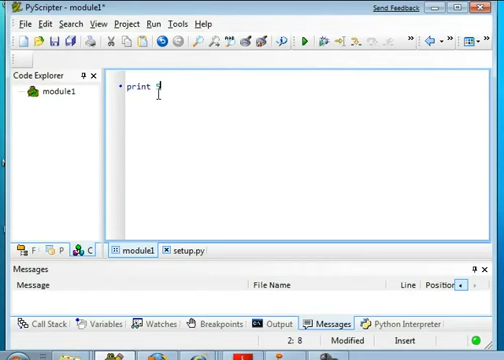 PyScripter - module1*
Send Feedback
File Edit Search View Project Run Tools Help
Code Explorer
module1
print 5
F P C
module1 setup.py
Messages
Message File Name Line Position
Call Stack Variables Watches Breakpoints Output Messages Python Interpreter
2: 8 Modified Insert